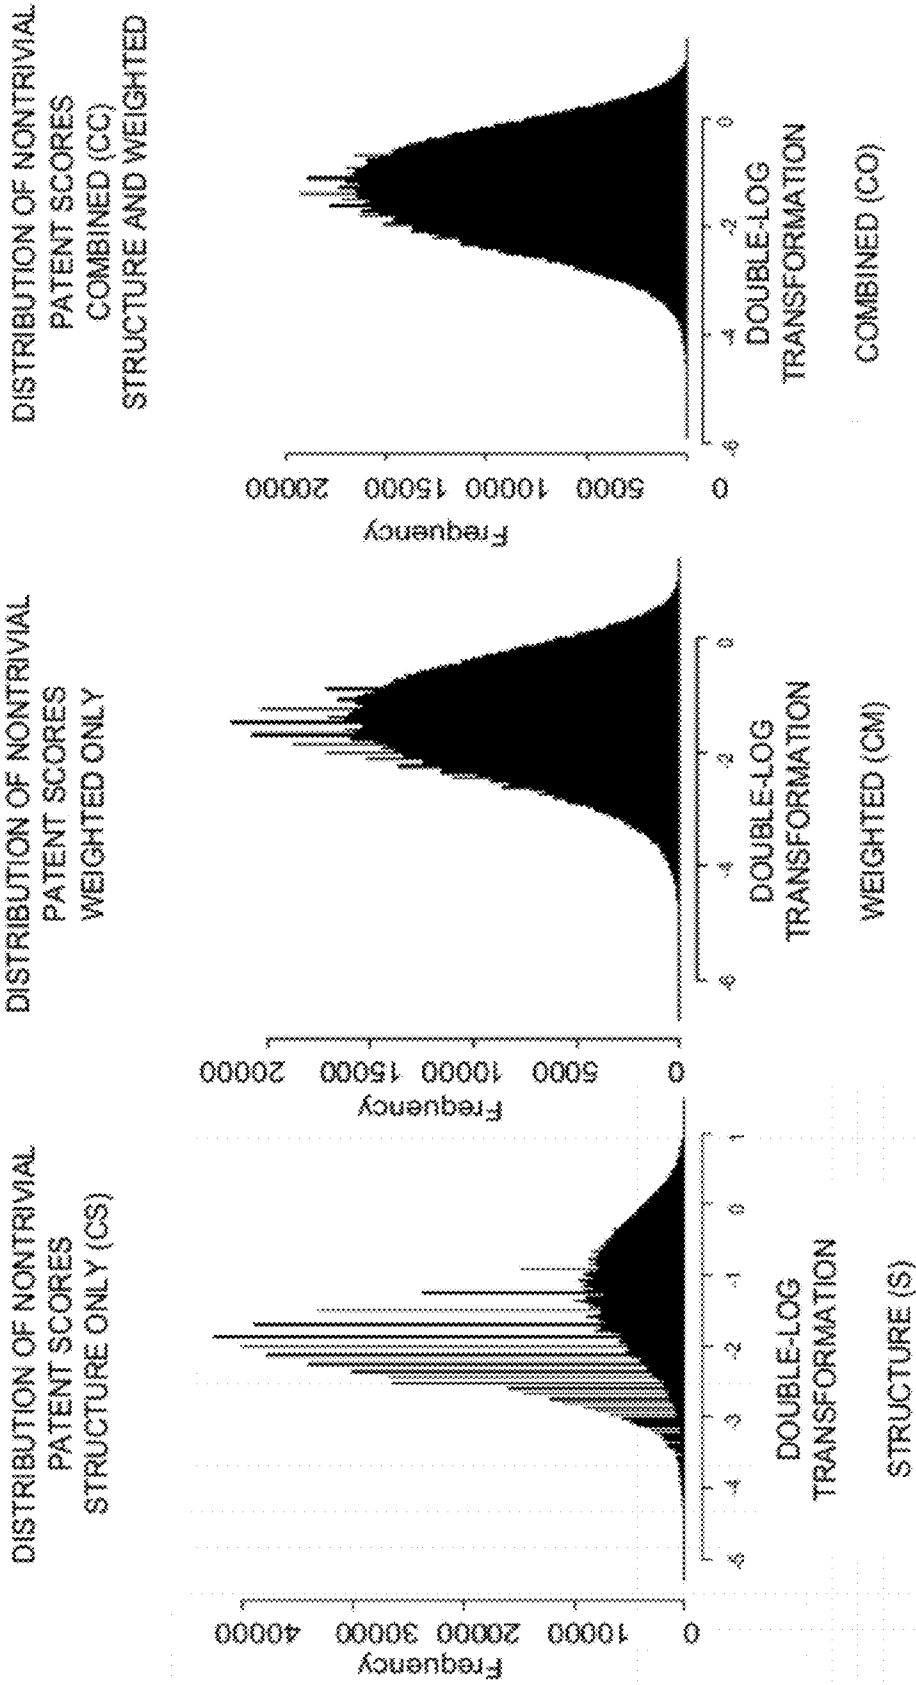 DISTRIBUTION OF NONTRIVIAL
PATENT SCORES
STRUCTURE ONLY (CS)
Frequency
40000
30000
20000
10000
0
-5
-4
-3
-2
-1
0
1
DOUBLE-LOG
TRANSFORMATION
STRUCTURE (S)
DISTRIBUTION OF NONTRIVIAL
PATENT SCORES
WEIGHTED ONLY
Frequency
20000
15000
10000
5000
0
-6
-4
-2
0
DOUBLE-LOG
TRANSFORMATION
WEIGHTED (CM)
DISTRIBUTION OF NONTRIVIAL
PATENT SCORES
COMBINED (CC)
STRUCTURE AND WEIGHTED
Frequency
20000
15000
10000
5000
0
-6
-4
-2
0
DOUBLE-LOG
TRANSFORMATION
COMBINED (CO)